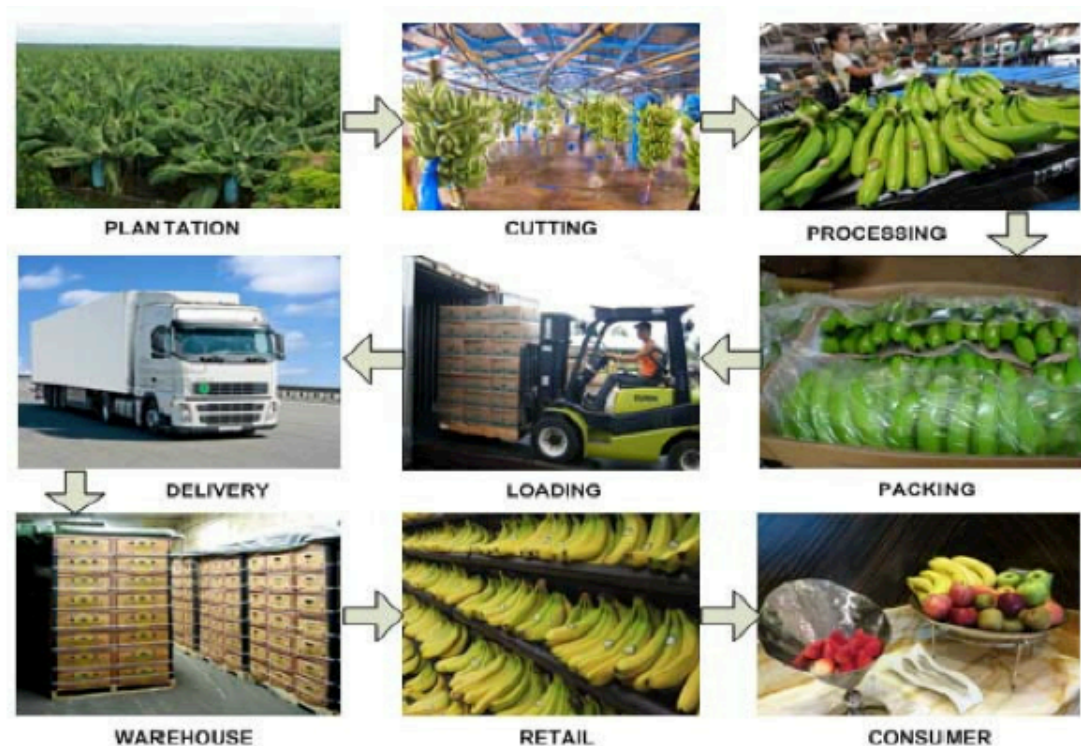 PLANTATION
CUTTING
PROCESSING
DELIVERY
LOADING
PACKING
WAREHOUSE
RETAIL
CONSUMER